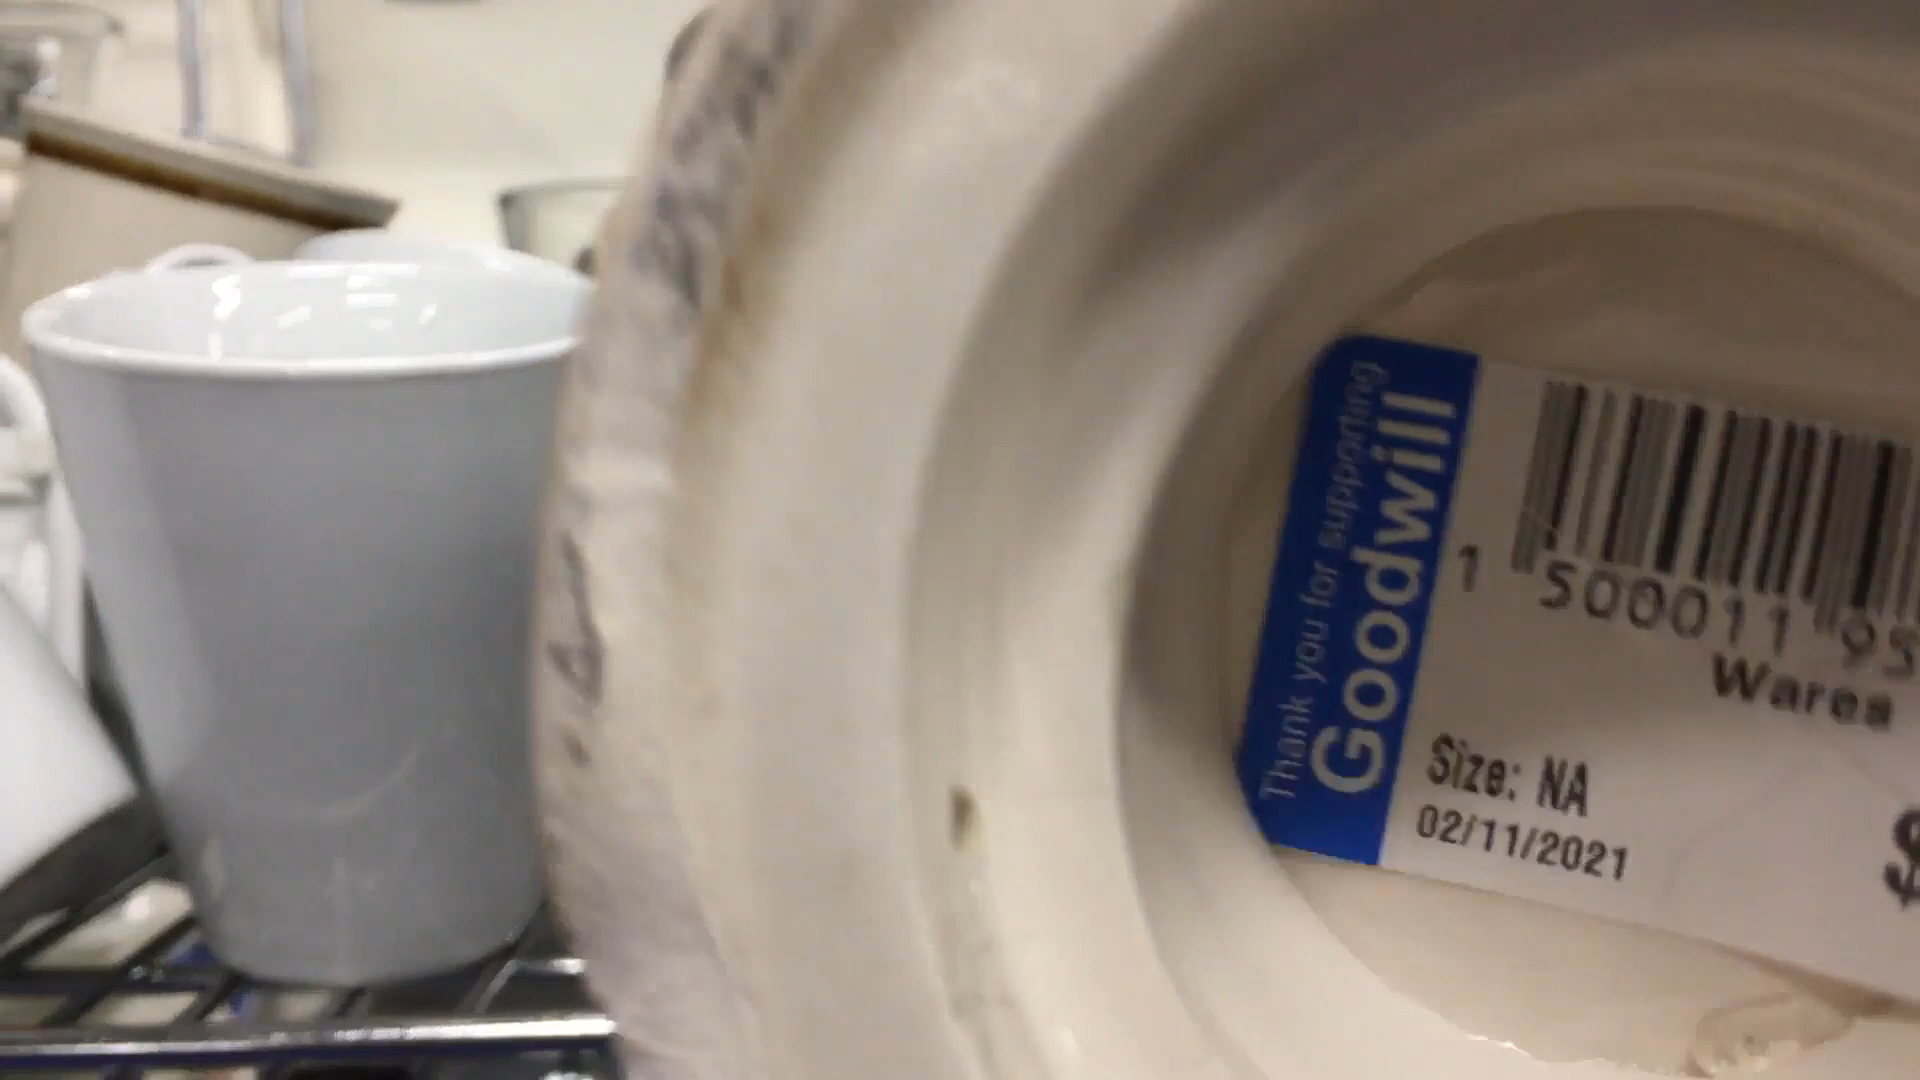 Thank you for supporting
Goodwill
1 500011 95
Wares
Size: NA
02/11/2021
$